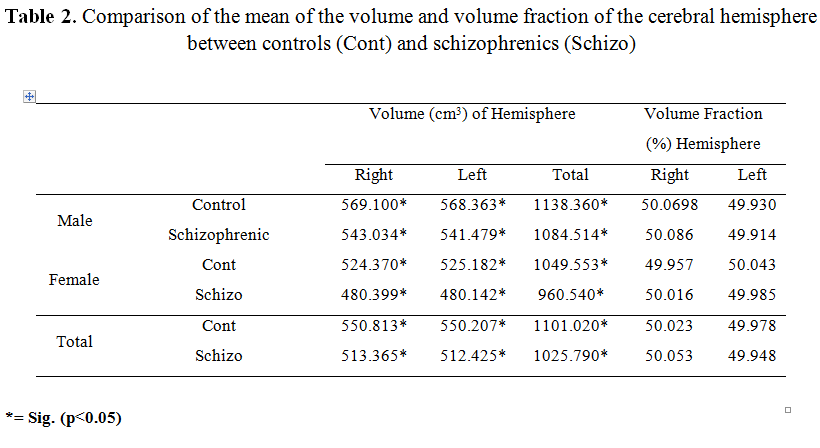 Table 2. Comparison of the mean of the volume and volume fraction of the cerebral hemisphere
between controls (Cont) and schizophrenics (Schizo)
Volume (cm³) of Hemisphere Volume Fraction
(%) Hemisphere
Right Left Total Right Left
Male Control 569.100* 568.363* 1138.360* 50.0698 49.930
Schizophrenic 543.034* 541.479* 1084.514* 50.086 49.914
Female Cont 524.370* 525.182* 1049.553* 49.957 50.043
Schizo 480.399* 480.142* 960.540* 50.016 49.985
Total Cont 550.813* 550.207* 1101.020* 50.023 49.978
Schizo 513.365* 512.425* 1025.790* 50.053 49.948
*= Sig. (p<0.05)